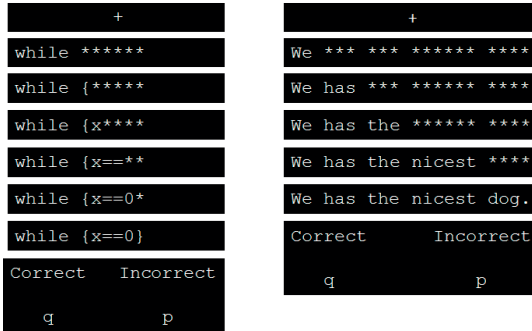 +
while ******
while {*****
while {x****
while {x==**
while {x==0*
while {x==0}
Correct Incorrect
q p
+
We *** *** ****** ****
We has *** ****** ****
We has the ****** ****
We has the nicest ****
We has the nicest dog.
Correct Incorrect
q p